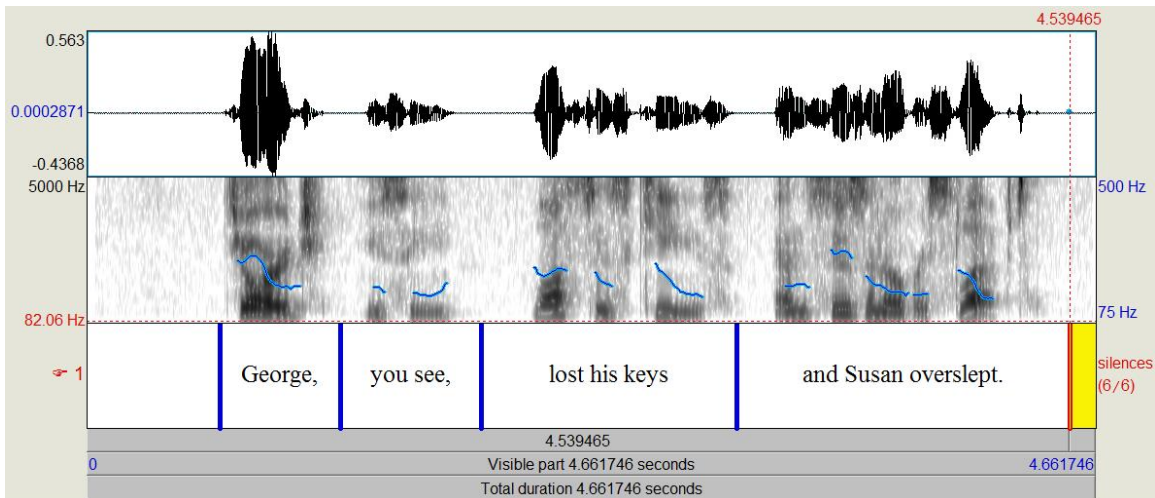 4.539465
0.563
0.0002871
-0.4368
5000 Hz
500 Hz
82.06 Hz
75 Hz
☞ 1
George,
you see,
lost his keys
and Susan overslept.
silences
(6/6)
4.539465
0
Visible part 4.661746 seconds
4.661746
Total duration 4.661746 seconds